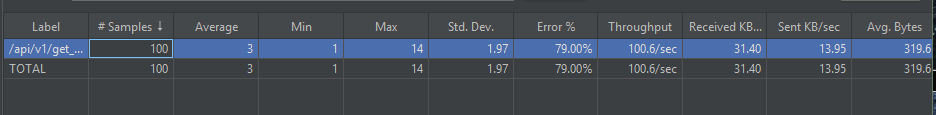 Label # Samples ↓ Average Min Max Std. Dev. Error % Throughput Received KB... Sent KB/sec Avg. Bytes
/api/v1/get_... 100 3 1 14 1.97 79.00% 100.6/sec 31.40 13.95 319.6
TOTAL 100 3 1 14 1.97 79.00% 100.6/sec 31.40 13.95 319.6